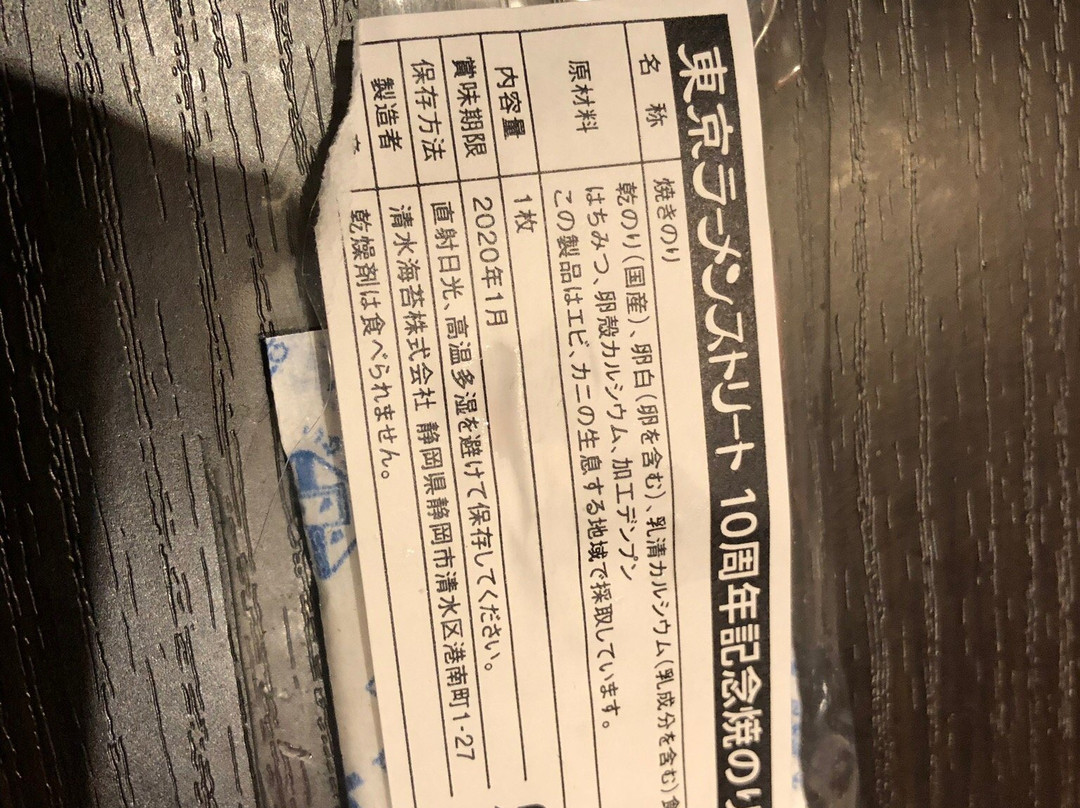 東京ラーメンストリート 10周年記念焼のり
名 称 焼きのり
原材料 乾のり(国産)、卵白(卵を含む)、乳清カルシウム(乳成分を含む)食
はちみつ、卵殻カルシウム、加工デンプン
この製品はエビ、カニの生息する地域で採取しています。
内容量 1枚
賞味期限 2020年1月
保存方法 直射日光、高温多湿を避けて保存してください。
製造者 清水海苔株式会社 静岡県静岡市清水区港南町1-27
乾燥剤は食べられません。